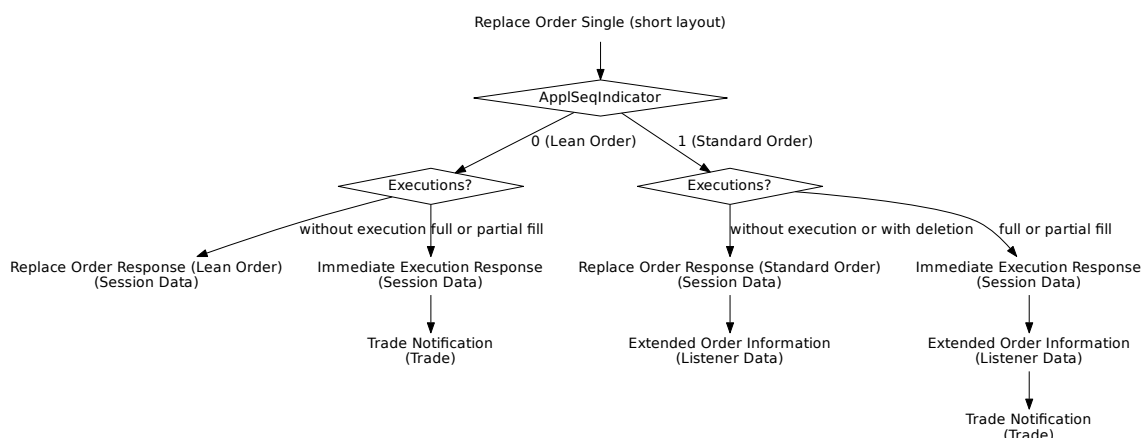 Replace Order Single (short layout)
ApplSeqIndicator
0 (Lean Order)
1 (Standard Order)
Executions?
Executions?
without execution
full or partial fill
without execution or with deletion
full or partial fill
Replace Order Response (Lean Order)
(Session Data)
Immediate Execution Response
(Session Data)
Replace Order Response (Standard Order)
(Session Data)
Immediate Execution Response
(Session Data)
Trade Notification
(Trade)
Extended Order Information
(Listener Data)
Extended Order Information
(Listener Data)
Trade Notification
(Trade)